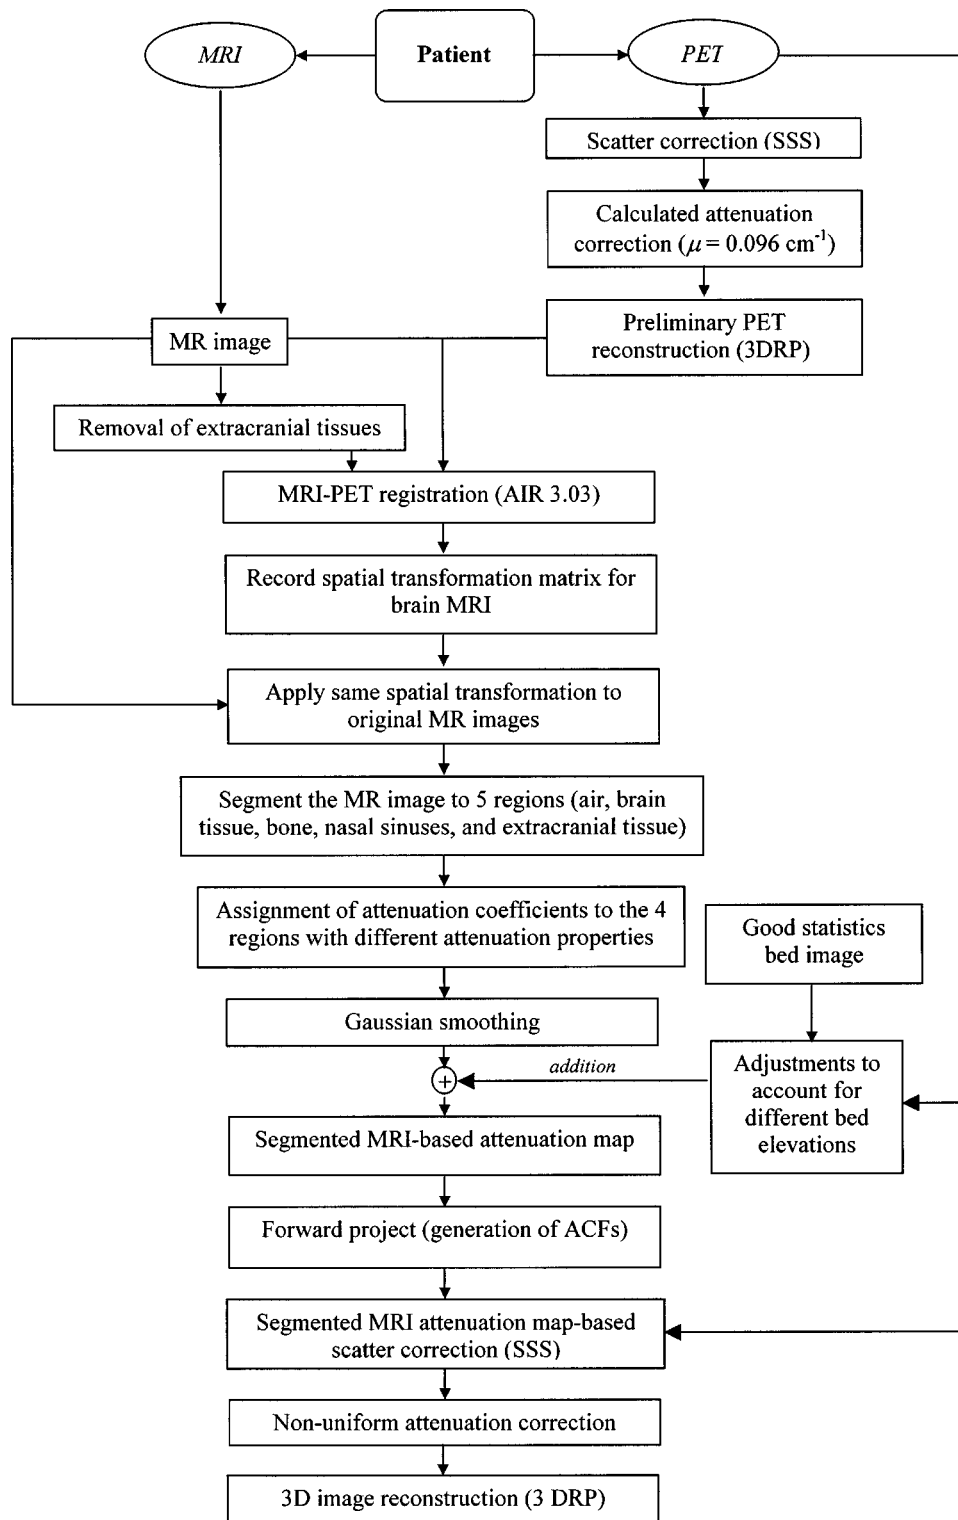 MRI
Patient
PET
Scatter correction (SSS)
Calculated attenuation
correction (μ = 0.096 cm⁻¹)
Preliminary PET
reconstruction (3DRP)
MR image
Removal of extracranial tissues
MRI-PET registration (AIR 3.03)
Record spatial transformation matrix for
brain MRI
Apply same spatial transformation to
original MR images
Segment the MR image to 5 regions (air, brain
tissue, bone, nasal sinuses, and extracranial tissue)
Assignment of attenuation coefficients to the 4
regions with different attenuation properties
Good statistics
bed image
Gaussian smoothing
+
addition
Adjustments to
account for
different bed
elevations
Segmented MRI-based attenuation map
Forward project (generation of ACFs)
Segmented MRI attenuation map-based
scatter correction (SSS)
Non-uniform attenuation correction
3D image reconstruction (3 DRP)